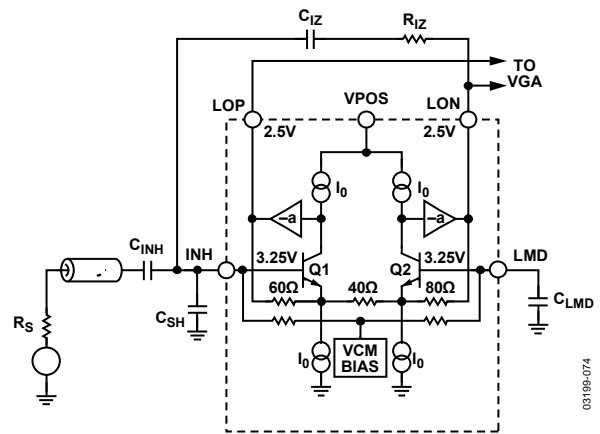 CIZ
RIZ
TO
VGA
LOP
VPOS
LON
2.5V
2.5V
I0
I0
–a
–a
CINH
INH
3.25V
3.25V
LMD
Q1
Q2
60Ω
40Ω
80Ω
CLMD
RS
CSH
I0
VCM
BIAS
I0
03199-074